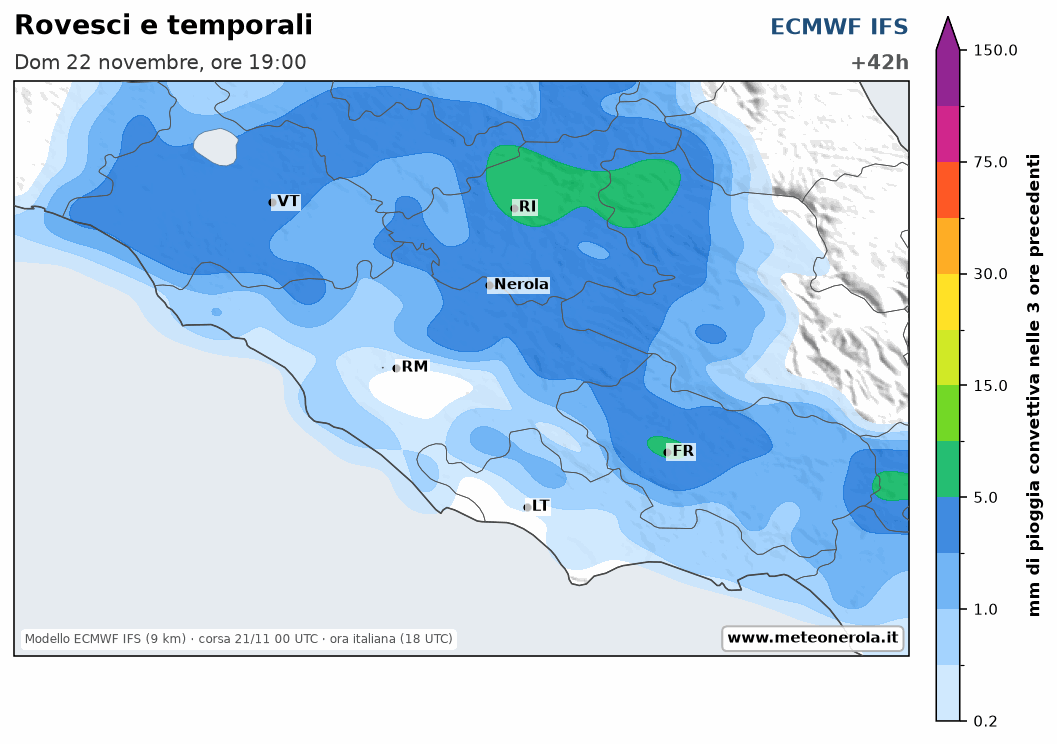 Rovesci e temporali
ECMWF IFS
Dom 22 novembre, ore 19:00
+42h
150.0
75.0
30.0
15.0
5.0
1.0
0.2
mm di pioggia convettiva nelle 3 ore precedenti
VT
RI
Nerola
RM
FR
LT
Modello ECMWF IFS (9 km) · corsa 21/11 00 UTC · ora italiana (18 UTC)
www.meteonerola.it